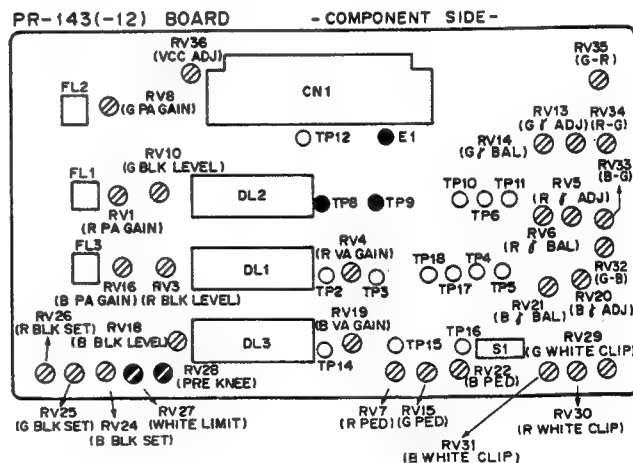 PR-143(-12) BOARD -COMPONENT SIDE-
RV36
(VCC ADJ)
RV35
(G-R)
FL2
RV8
(G PA GAIN)
CN1
TP12
E1
RV13
(G γ ADJ)
RV34
(R-G)
RV14
(G γ BAL)
RV33
(B-G)
RV10
(G BLK LEVEL)
FL1
RV1
(R PA GAIN)
DL2
TP8
TP9
TP10
TP11
TP6
RV5
(R γ ADJ)
RV6
(R γ BAL)
FL3
RV16
(B PA GAIN)
RV3
(R BLK LEVEL)
DL1
RV4
(R VA GAIN)
TP2
TP3
TP18
TP4
TP17
TP5
RV32
(G-B)
RV21
(B γ BAL)
RV20
(B γ ADJ)
RV26
(R BLK SET)
RV18
(B BLK LEVEL)
DL3
RV19
(B VA GAIN)
TP14
TP15
TP16
S1
RV29
(G WHITE CLIP)
RV28
(PRE KNEE)
RV22
(B PED)
RV25
(G BLK SET)
RV24
(B BLK SET)
RV27
(WHITE LIMIT)
RV7
(R PED)
RV15
(G PED)
RV31
(B WHITE CLIP)
RV30
(R WHITE CLIP)